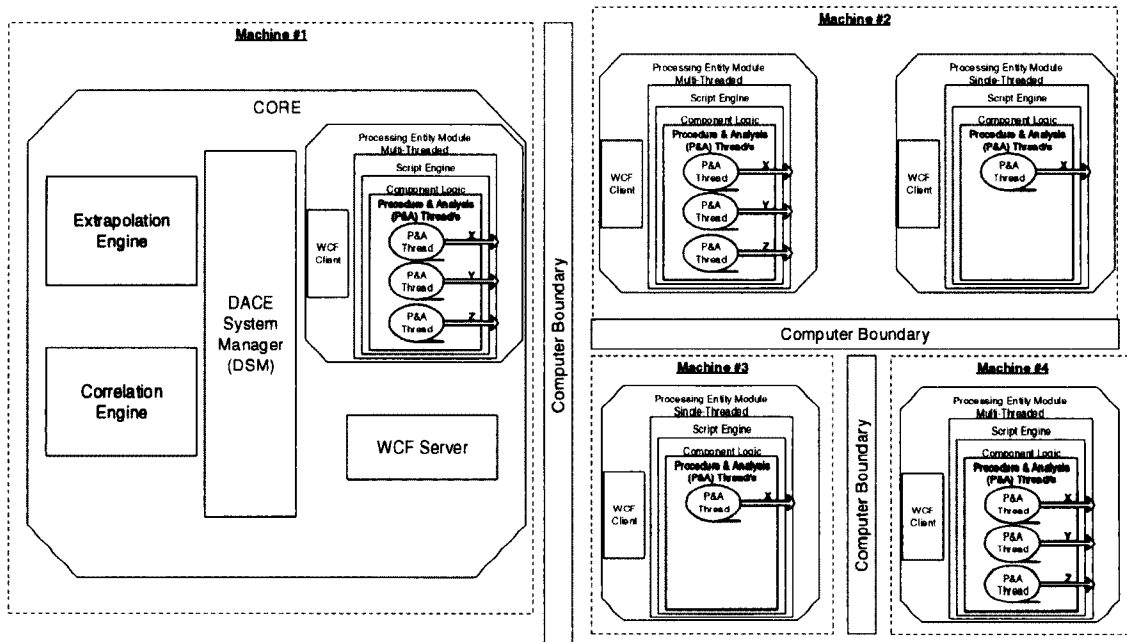 Machine #1
CORE
Extrapolation
Engine
Correlation
Engine
DACE
System
Manager
(DSM)
Processing Entity Module
Multi-Threaded
Script Engine
Component Logic
Procedure & Analysis
(P&A) Thread/s
WCF
Client
P&A
Thread
X
P&A
Thread
Y
P&A
Thread
Z
WCF Server
Computer Boundary
Machine #2
Processing Entity Module
Multi-Threaded
Script Engine
Component Logic
Procedure & Analysis
(P&A) Thread/s
WCF
Client
P&A
Thread
X
P&A
Thread
Y
P&A
Thread
Z
Processing Entity Module
Single-Threaded
Script Engine
Component Logic
Procedure & Analysis
(P&A) Thread/s
WCF
Client
P&A
Thread
X
Computer Boundary
Machine #3
Processing Entity Module
Single-Threaded
Script Engine
Component Logic
Procedure & Analysis
(P&A) Thread/s
WCF
Client
P&A
Thread
X
Computer Boundary
Machine #4
Processing Entity Module
Multi-Threaded
Script Engine
Component Logic
Procedure & Analysis
(P&A) Thread/s
WCF
Client
P&A
Thread
X
P&A
Thread
Y
P&A
Thread
Z